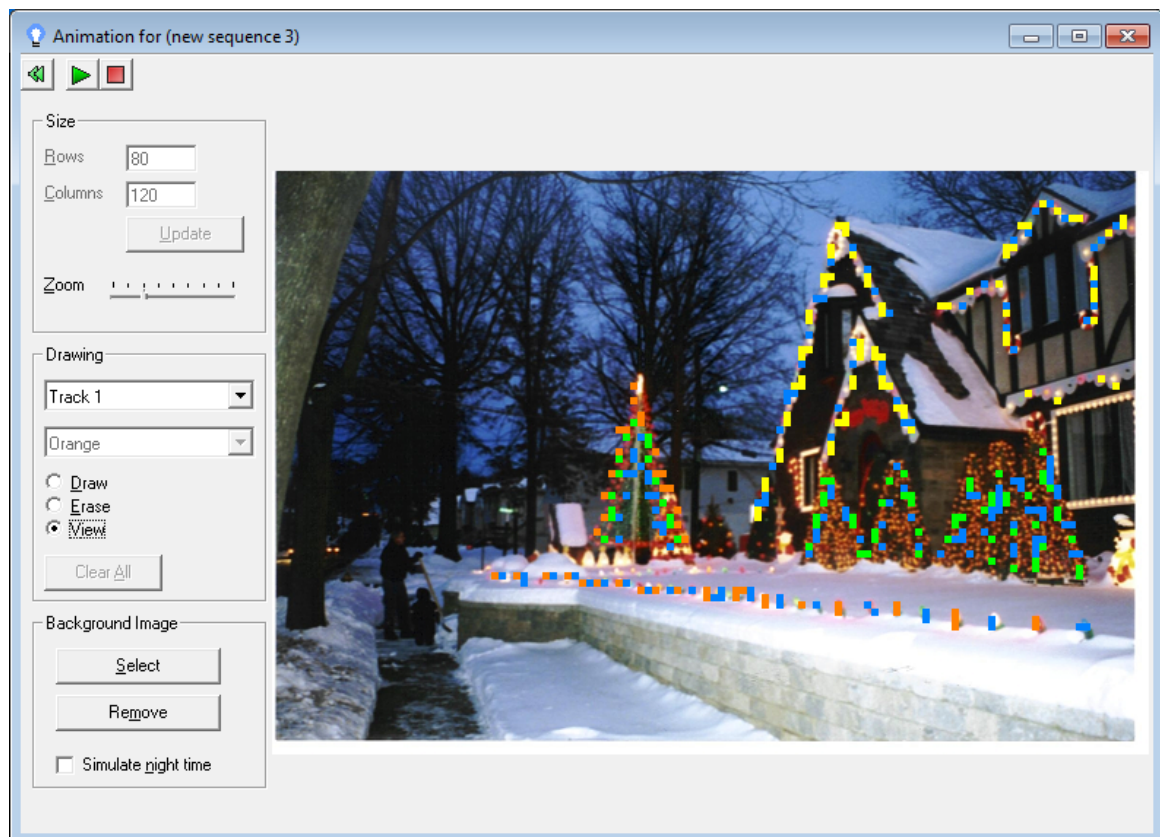 Animation for (new sequence 3)
Size
Rows 80
Columns 120
Update
Zoom
Drawing
Track 1
Orange
Draw
Erase
View
Clear All
Background Image
Select
Remove
Simulate night time